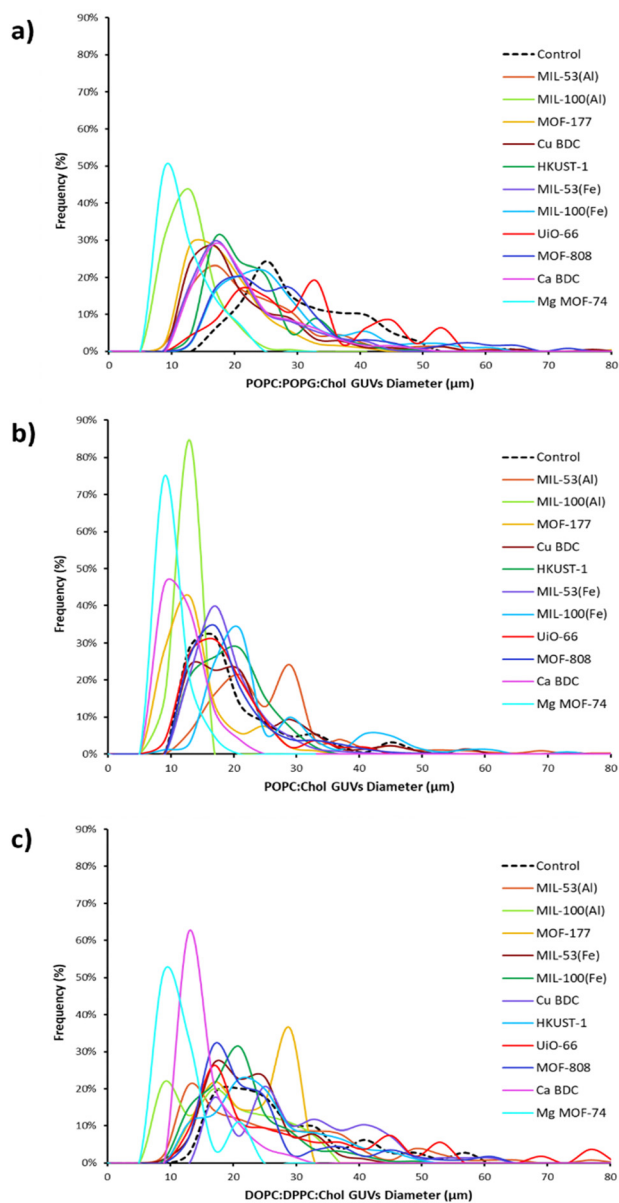 a)
90%
80%
70%
60%
50%
40%
30%
20%
10%
0%
Frequency (%)
0 10 20 30 40 50 60 70 80
POPC:POPG:Chol GUVs Diameter (µm)
Control
MIL-53(Al)
MIL-100(Al)
MOF-177
Cu BDC
HKUST-1
MIL-53(Fe)
MIL-100(Fe)
UiO-66
MOF-808
Ca BDC
Mg MOF-74
b)
90%
80%
70%
60%
50%
40%
30%
20%
10%
0%
Frequency (%)
0 10 20 30 40 50 60 70 80
POPC:Chol GUVs Diameter (µm)
Control
MIL-53(Al)
MIL-100(Al)
MOF-177
Cu BDC
HKUST-1
MIL-53(Fe)
MIL-100(Fe)
UiO-66
MOF-808
Ca BDC
Mg MOF-74
c)
90%
80%
70%
60%
50%
40%
30%
20%
10%
0%
Frequency (%)
0 10 20 30 40 50 60 70 80
DOPC:DPPC:Chol GUVs Diameter (µm)
Control
MIL-53(Al)
MIL-100(Al)
MOF-177
MIL-53(Fe)
MIL-100(Fe)
Cu BDC
HKUST-1
UiO-66
MOF-808
Ca BDC
Mg MOF-74